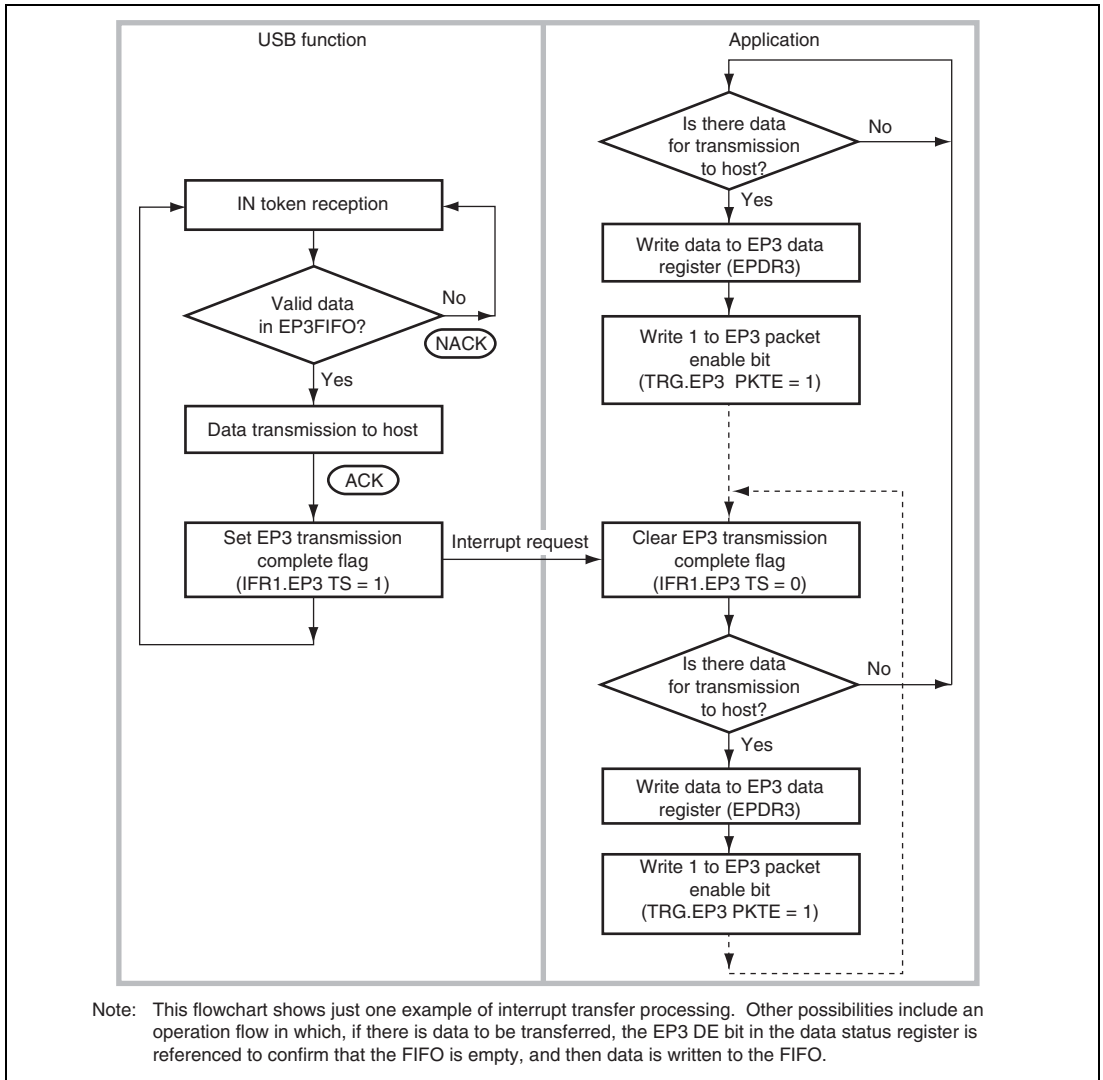 USB function
IN token reception
Valid data
in EP3FIFO?
No
NACK
Yes
Data transmission to host
ACK
Set EP3 transmission
complete flag
(IFR1.EP3 TS = 1)
Interrupt request
Application
Is there data
for transmission
to host?
No
Yes
Write data to EP3 data
register (EPDR3)
Write 1 to EP3 packet
enable bit
(TRG.EP3 PKTE = 1)
Clear EP3 transmission
complete flag
(IFR1.EP3 TS = 0)
Is there data
for transmission
to host?
No
Yes
Write data to EP3 data
register (EPDR3)
Write 1 to EP3 packet
enable bit
(TRG.EP3 PKTE = 1)
Note: This flowchart shows just one example of interrupt transfer processing. Other possibilities include an
operation flow in which, if there is data to be transferred, the EP3 DE bit in the data status register is
referenced to confirm that the FIFO is empty, and then data is written to the FIFO.